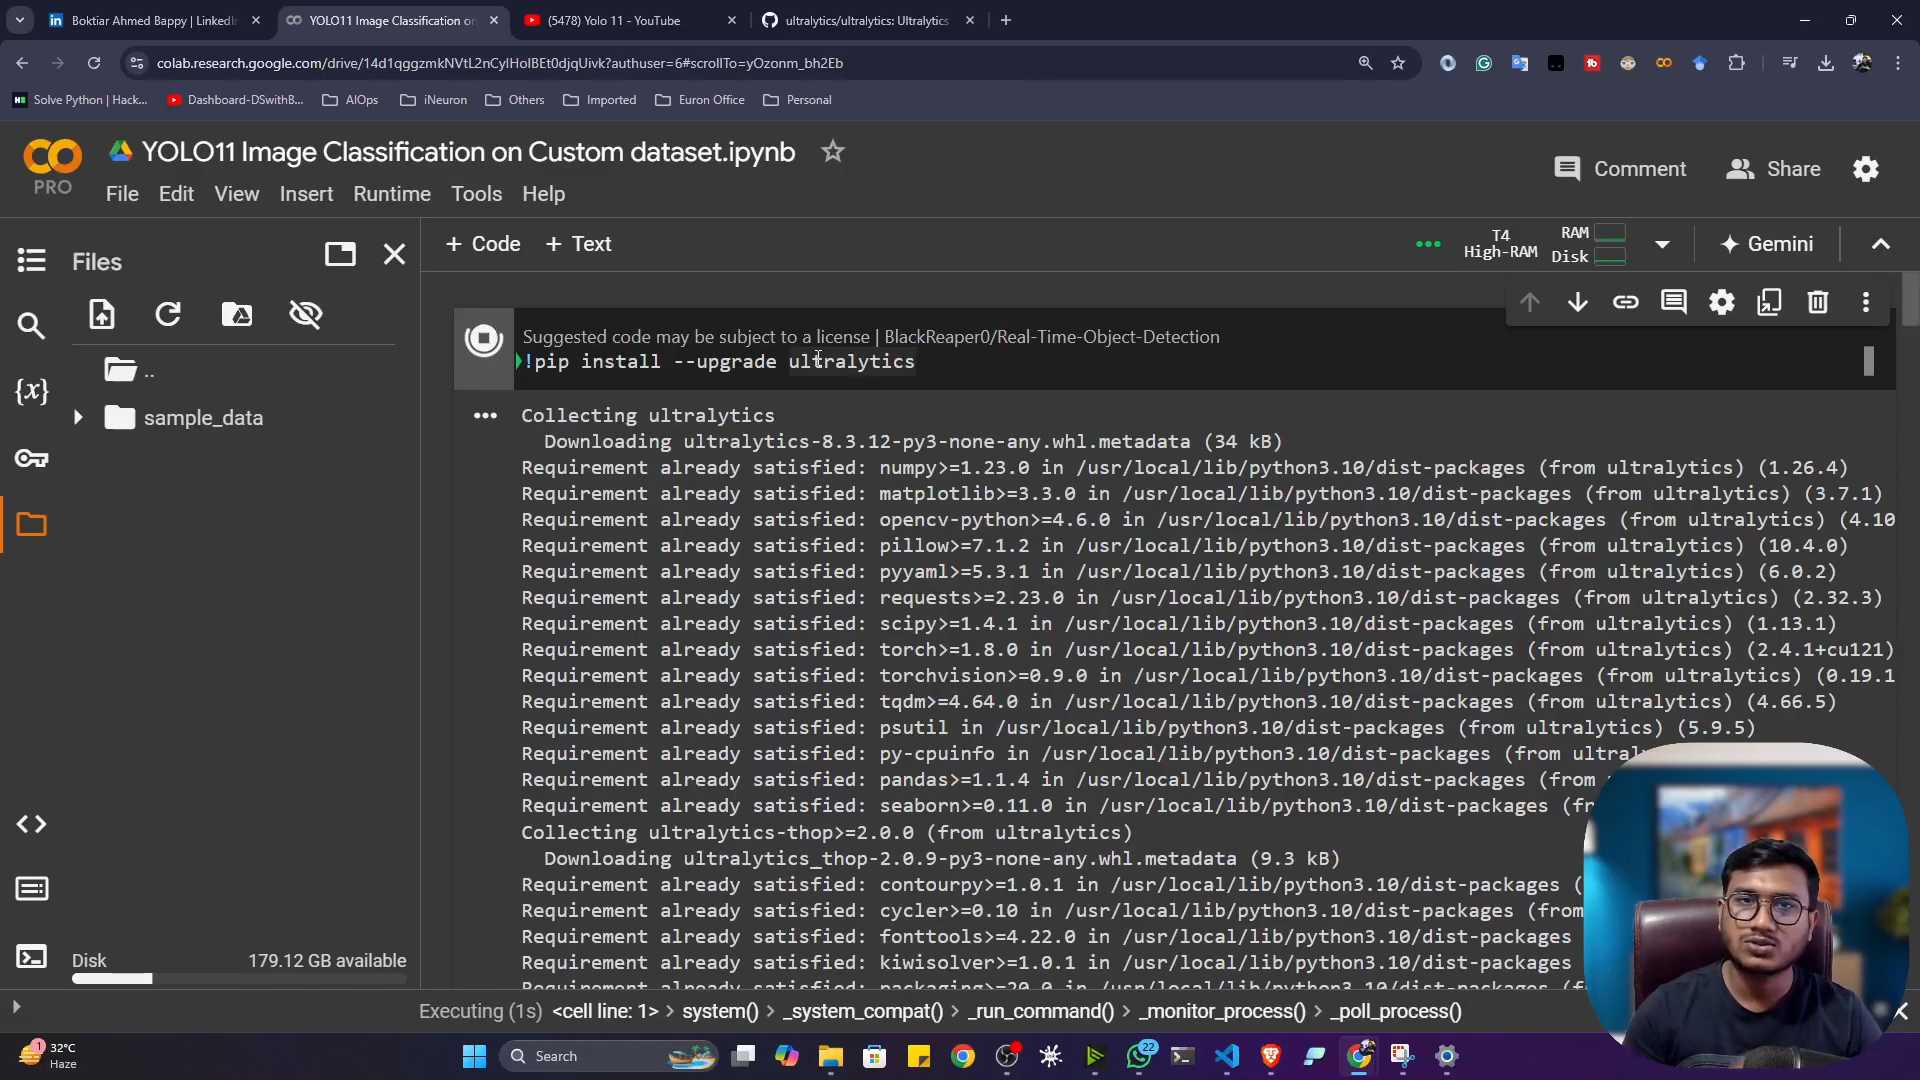 Boktiar Ahmed Bappy | LinkedIn
YOLO11 Image Classification on
(5478) Yolo 11 - YouTube
ultralytics/ultralytics: Ultralytics
colab.research.google.com/drive/14d1qggzmkNVtL2nCylHolBEt0djqUivk?authuser=6#scrollTo=yOzonm_bh2Eb
Solve Python | Hack...
Dashboard-DSwithB...
AIOps
iNeuron
Others
Imported
Euron Office
Personal
CO
PRO
YOLO11 Image Classification on Custom dataset.ipynb
File Edit View Insert Runtime Tools Help
Comment
Share
Files
+ Code + Text
T4
High-RAM
RAM
Disk
Gemini
..
sample_data
{x}
Suggested code may be subject to a license | BlackReaper0/Real-Time-Object-Detection
!pip install --upgrade ultralytics
Collecting ultralytics
Downloading ultralytics-8.3.12-py3-none-any.whl.metadata (34 kB)
Requirement already satisfied: numpy>=1.23.0 in /usr/local/lib/python3.10/dist-packages (from ultralytics) (1.26.4)
Requirement already satisfied: matplotlib>=3.3.0 in /usr/local/lib/python3.10/dist-packages (from ultralytics) (3.7.1)
Requirement already satisfied: opencv-python>=4.6.0 in /usr/local/lib/python3.10/dist-packages (from ultralytics) (4.10
Requirement already satisfied: pillow>=7.1.2 in /usr/local/lib/python3.10/dist-packages (from ultralytics) (10.4.0)
Requirement already satisfied: pyyaml>=5.3.1 in /usr/local/lib/python3.10/dist-packages (from ultralytics) (6.0.2)
Requirement already satisfied: requests>=2.23.0 in /usr/local/lib/python3.10/dist-packages (from ultralytics) (2.32.3)
Requirement already satisfied: scipy>=1.4.1 in /usr/local/lib/python3.10/dist-packages (from ultralytics) (1.13.1)
Requirement already satisfied: torch>=1.8.0 in /usr/local/lib/python3.10/dist-packages (from ultralytics) (2.4.1+cu121)
Requirement already satisfied: torchvision>=0.9.0 in /usr/local/lib/python3.10/dist-packages (from ultralytics) (0.19.1
Requirement already satisfied: tqdm>=4.64.0 in /usr/local/lib/python3.10/dist-packages (from ultralytics) (4.66.5)
Requirement already satisfied: psutil in /usr/local/lib/python3.10/dist-packages (from ultralytics) (5.9.5)
Requirement already satisfied: py-cpuinfo in /usr/local/lib/python3.10/dist-packages (from
Requirement already satisfied: pandas>=1.1.4 in /usr/local/lib/python3.10/dist-packages (from
Requirement already satisfied: seaborn>=0.11.0 in /usr/local/lib/python3.10/dist-packages
Collecting ultralytics-thop>=2.0.0 (from ultralytics)
Downloading ultralytics_thop-2.0.9-py3-none-any.whl.metadata (9.3 kB)
Requirement already satisfied: contourpy>=1.0.1 in /usr/local/lib/python3.10/dist-packages (
Requirement already satisfied: cycler>=0.10 in /usr/local/lib/python3.10/dist-packages (from
Requirement already satisfied: fonttools>=4.22.0 in /usr/local/lib/python3.10/dist-packages
Requirement already satisfied: kiwisolver>=1.0.1 in /usr/local/lib/python3.10/dist-packages
Requirement already satisfied: packaging>=20.0 in /usr/local/lib/python3.10/dist-packages
Disk 179.12 GB available
Executing (1s) <cell line: 1> > system() > _system_compat() > _run_command() > _monitor_process() > _poll_process()
1
32°C
Haze
Search
22